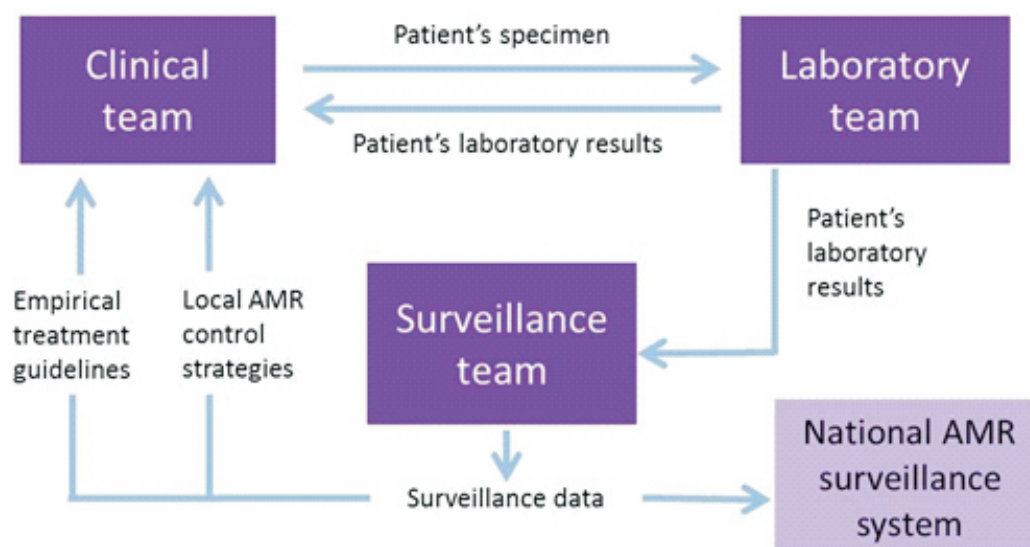 Clinical
team
Patient’s specimen
Patient’s laboratory results
Laboratory
team
Patient’s
laboratory
results
Empirical
treatment
guidelines
Local AMR
control
strategies
Surveillance
team
Surveillance data
National AMR
surveillance
system